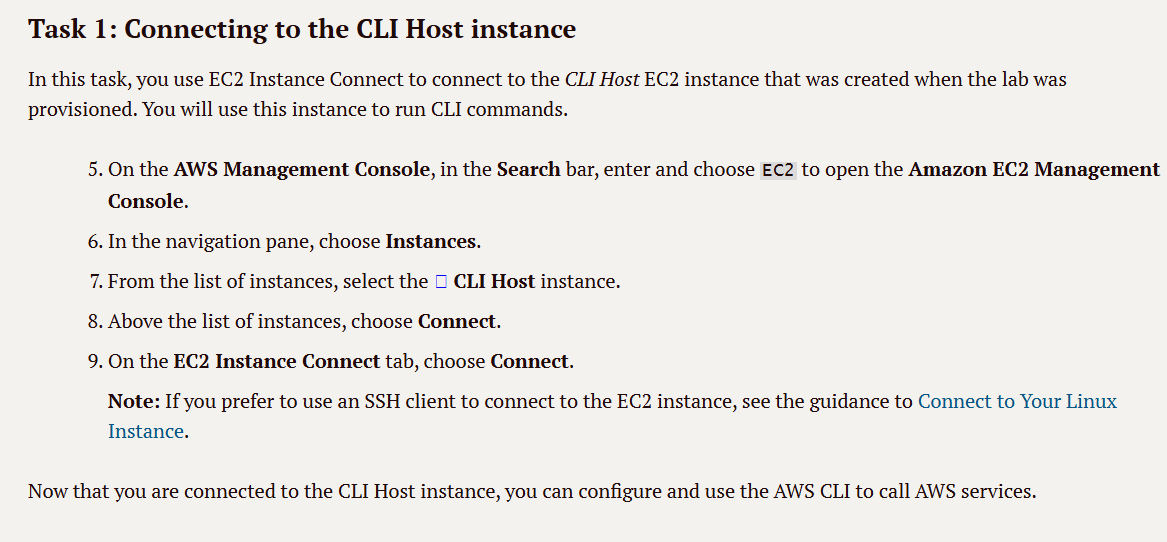 Task 1: Connecting to the CLI Host instance
In this task, you use EC2 Instance Connect to connect to the CLI Host EC2 instance that was created when the lab was
provisioned. You will use this instance to run CLI commands.
5. On the AWS Management Console, in the Search bar, enter and choose EC2 to open the Amazon EC2 Management
Console.
6. In the navigation pane, choose Instances.
7. From the list of instances, select the CLI Host instance.
8. Above the list of instances, choose Connect.
9. On the EC2 Instance Connect tab, choose Connect.
Note: If you prefer to use an SSH client to connect to the EC2 instance, see the guidance to Connect to Your Linux
Instance.
Now that you are connected to the CLI Host instance, you can configure and use the AWS CLI to call AWS services.